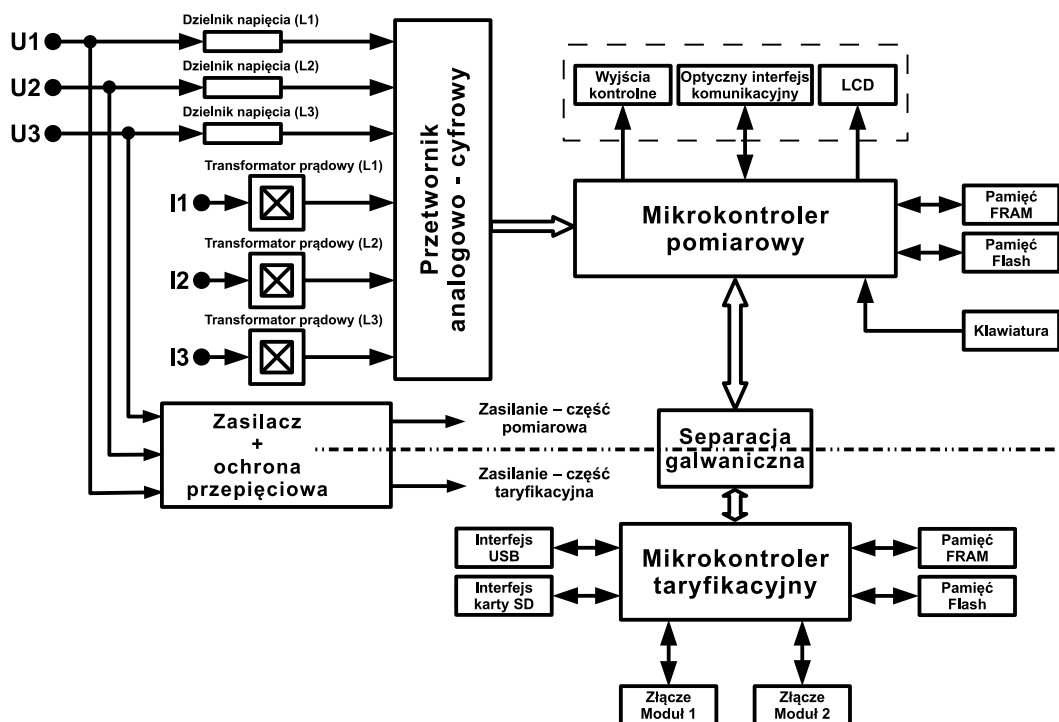 Dzielnik napięcia (L1)
U1
Dzielnik napięcia (L2)
U2
Dzielnik napięcia (L3)
U3
Transformator prądowy (L1)
I1
Transformator prądowy (L2)
I2
Transformator prądowy (L3)
I3
Przetwornik
analogowo - cyfrowy
Wyjścia
kontrolne
Optyczny interfejs
komunikacyjny
LCD
Mikrokontroler
pomiarowy
Pamięć
FRAM
Pamięć
Flash
Klawiatura
Zasilacz
+
ochrona
przepięciowa
Zasilanie – część
pomiarowa
Zasilanie – część
taryfikacyjna
Separacja
galwaniczna
Interfejs
USB
Interfejs
karty SD
Mikrokontroler
taryfikacyjny
Pamięć
FRAM
Pamięć
Flash
Złącze
Moduł 1
Złącze
Moduł 2